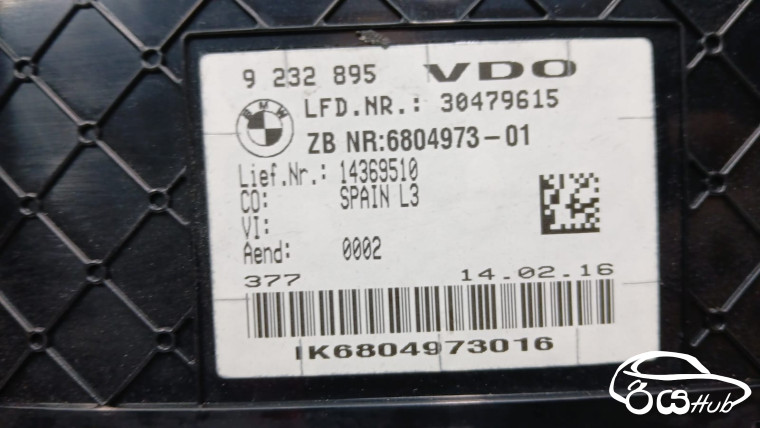 9 232 895 VDO
BMW
LFD.NR.: 30479615
ZB NR:6804973-01
Lief.Nr.: 14369510
CO: SPAIN L3
VI:
Aend: 0002
377 14.02.16
IK6804973016
Hub